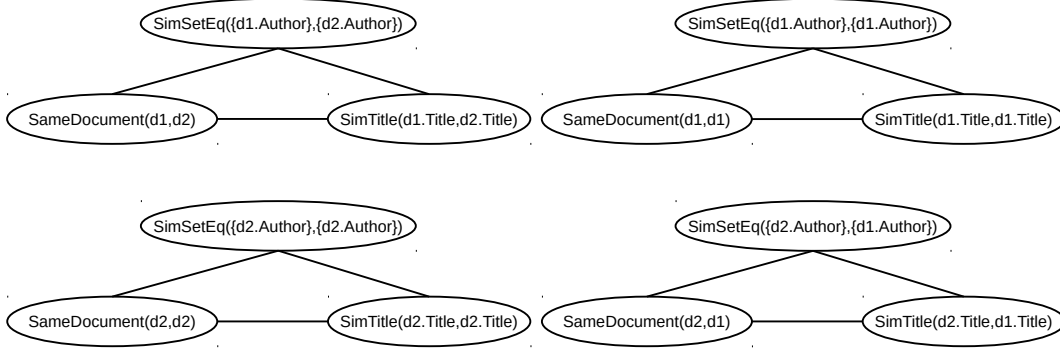 SimSetEq({d1.Author},{d2.Author})
SameDocument(d1,d2)
SimTitle(d1.Title,d2.Title)
SimSetEq({d1.Author},{d1.Author})
SameDocument(d1,d1)
SimTitle(d1.Title,d1.Title)
SimSetEq({d2.Author},{d2.Author})
SameDocument(d2,d2)
SimTitle(d2.Title,d2.Title)
SimSetEq({d2.Author},{d1.Author})
SameDocument(d2,d1)
SimTitle(d2.Title,d1.Title)